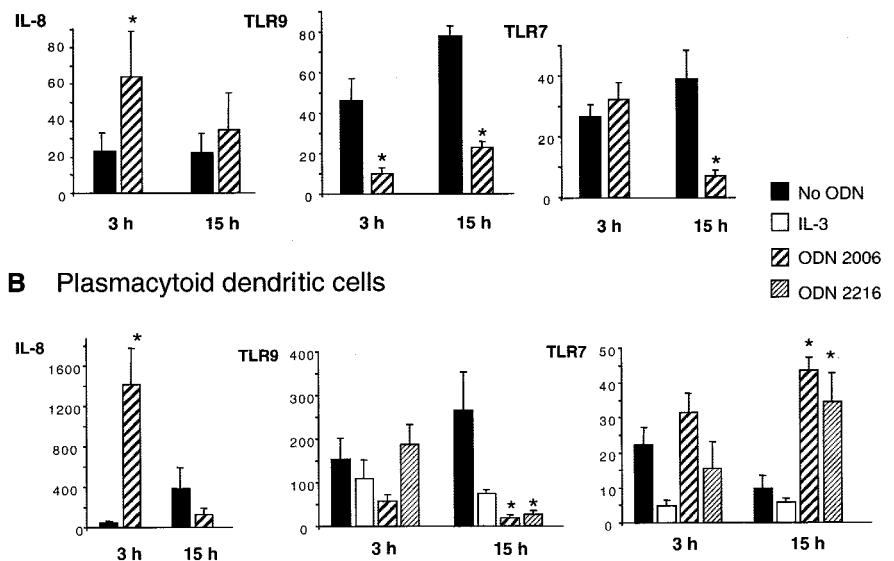 IL-8
*
80
60
40
20
0
3 h
15 h
TLR9
80
60
40
20
0
*
*
3 h
15 h
TLR7
40
20
0
*
3 h
15 h
No ODN
IL-3
ODN 2006
ODN 2216
B Plasmacytoid dendritic cells
IL-8
*
1600
1200
800
400
0
3 h
15 h
TLR9
400
300
200
100
0
*
*
3 h
15 h
TLR7
50
40
30
20
10
0
*
*
3 h
15 h